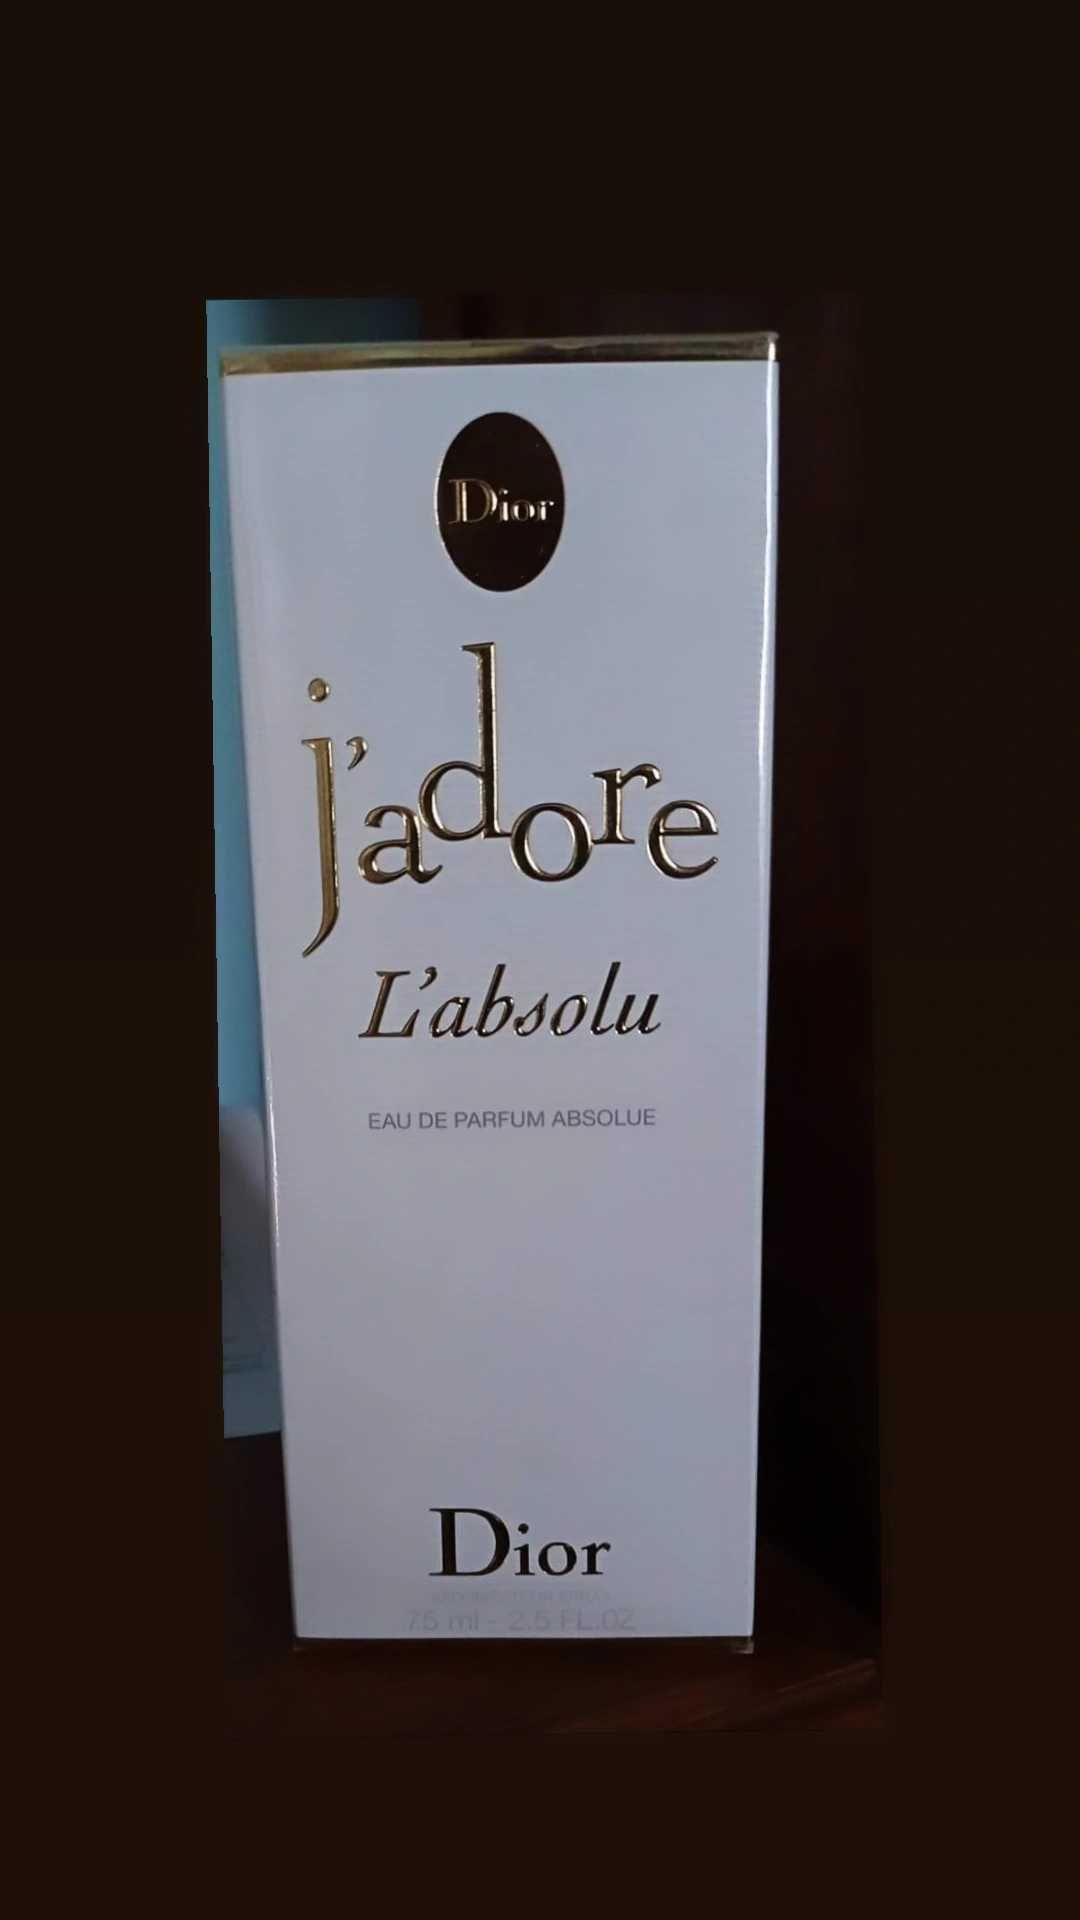 Dior
j'adore
L'absolu
EAU DE PARFUM ABSOLUE
Dior
75 ml - 2.5 FL.OZ